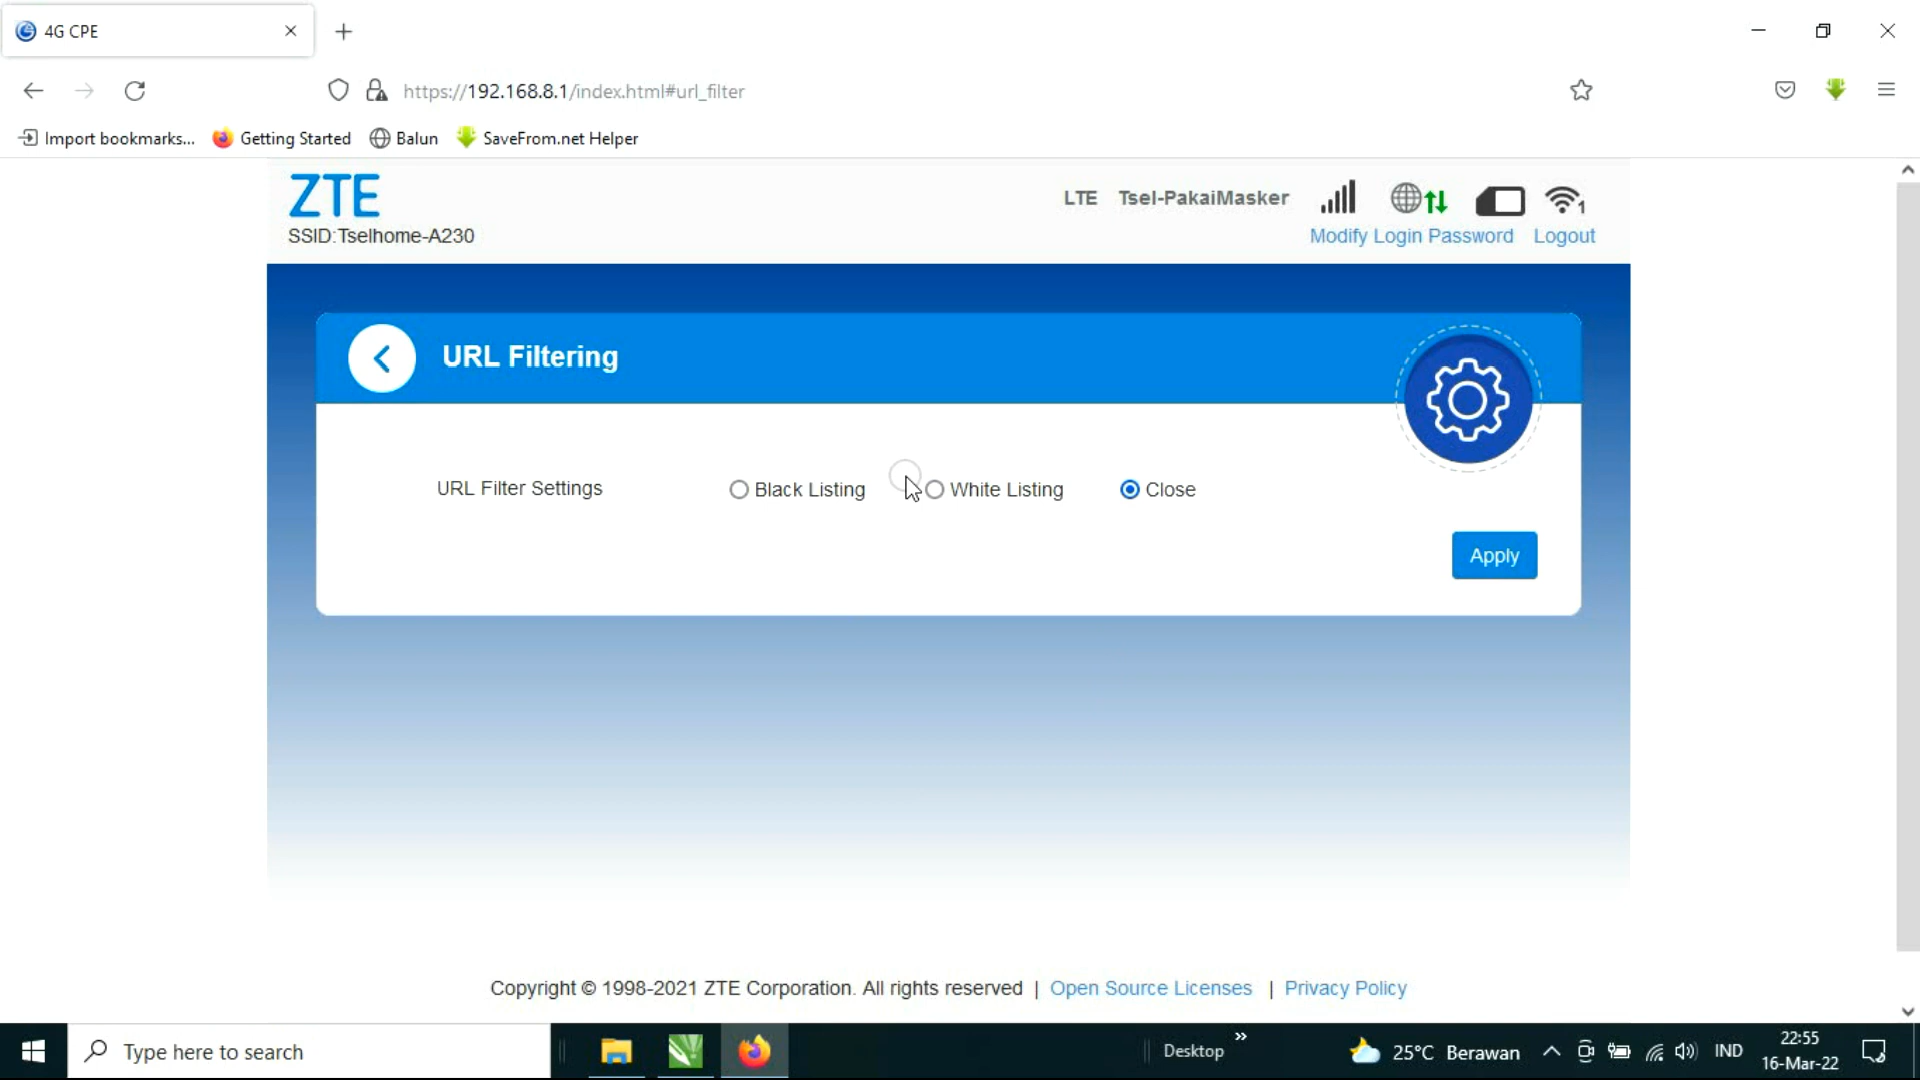 4G CPE
https://192.168.8.1/index.html#url_filter
Import bookmarks... Getting Started Balun SaveFrom.net Helper
ZTE
LTE Tsel-PakaiMasker 1
SSID:Tselhome-A230
Modify Login Password Logout
URL Filtering
URL Filter Settings Black Listing White Listing Close
Apply
Copyright © 1998-2021 ZTE Corporation. All rights reserved | Open Source Licenses | Privacy Policy
Type here to search Desktop » 25°C Berawan IND 22:55
16-Mar-22